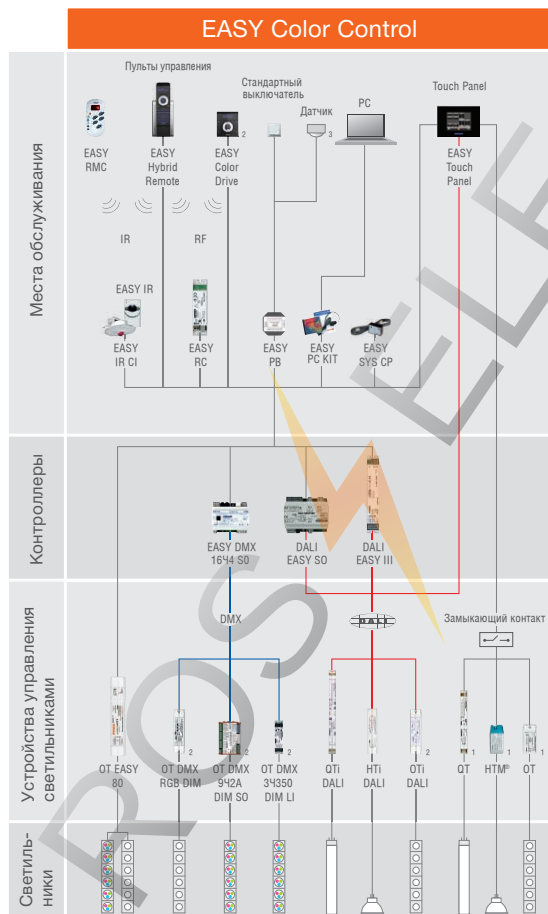 EASY Color Control
Места обслуживания
Пульты управления
Стандартный
выключатель
Датчик
PC
Touch Panel
2
3
EASY
RMC
EASY
Hybrid
Remote
EASY
Color
Drive
EASY
Touch
Panel
IR
RF
EASY IR
EASY
IR CI
EASY
RC
EASY
PB
EASY
PC KIT
EASY
SYS CP
Контроллеры
EASY DMX
16Ч4 SO
DALI
EASY SO
DALI
EASY III
Устройства управления
светильниками
DMX
DALI
Замыкающий контакт
2
2
2
2
1
1
1
OT EASY
80
OT DMX
RGB DIM
OT DMX
9Ч2A
DIM SO
OT DMX
3Ч350
DIM LI
QTi
DALI
HTi
DALI
OTi
DALI
QT
HTM®
OT
Светиль-
ники
ROS ELE